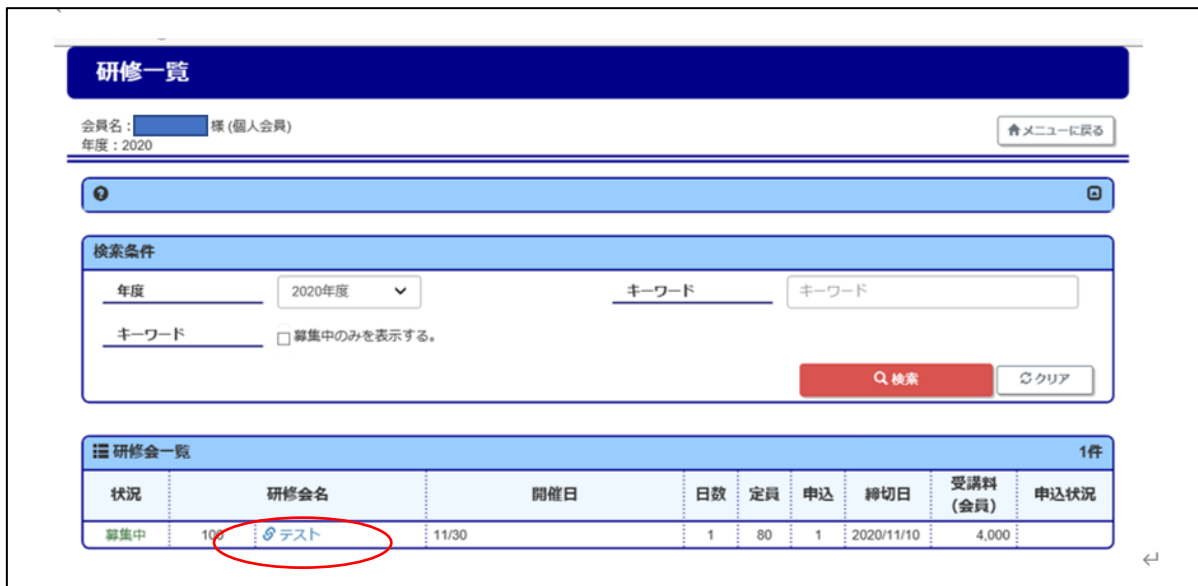 研修一覧
会員名： 様 (個人会員)
メニューに戻る
年度：2020
検索条件
年度 2020年度 キーワード キーワード
キーワード 募集中のみを表示する。
検索 クリア
研修会一覧 1件
状況 研修会名 開催日 日数 定員 申込 締切日 受講料(会員) 申込状況
募集中 100 テスト 11/30 1 80 1 2020/11/10 4,000